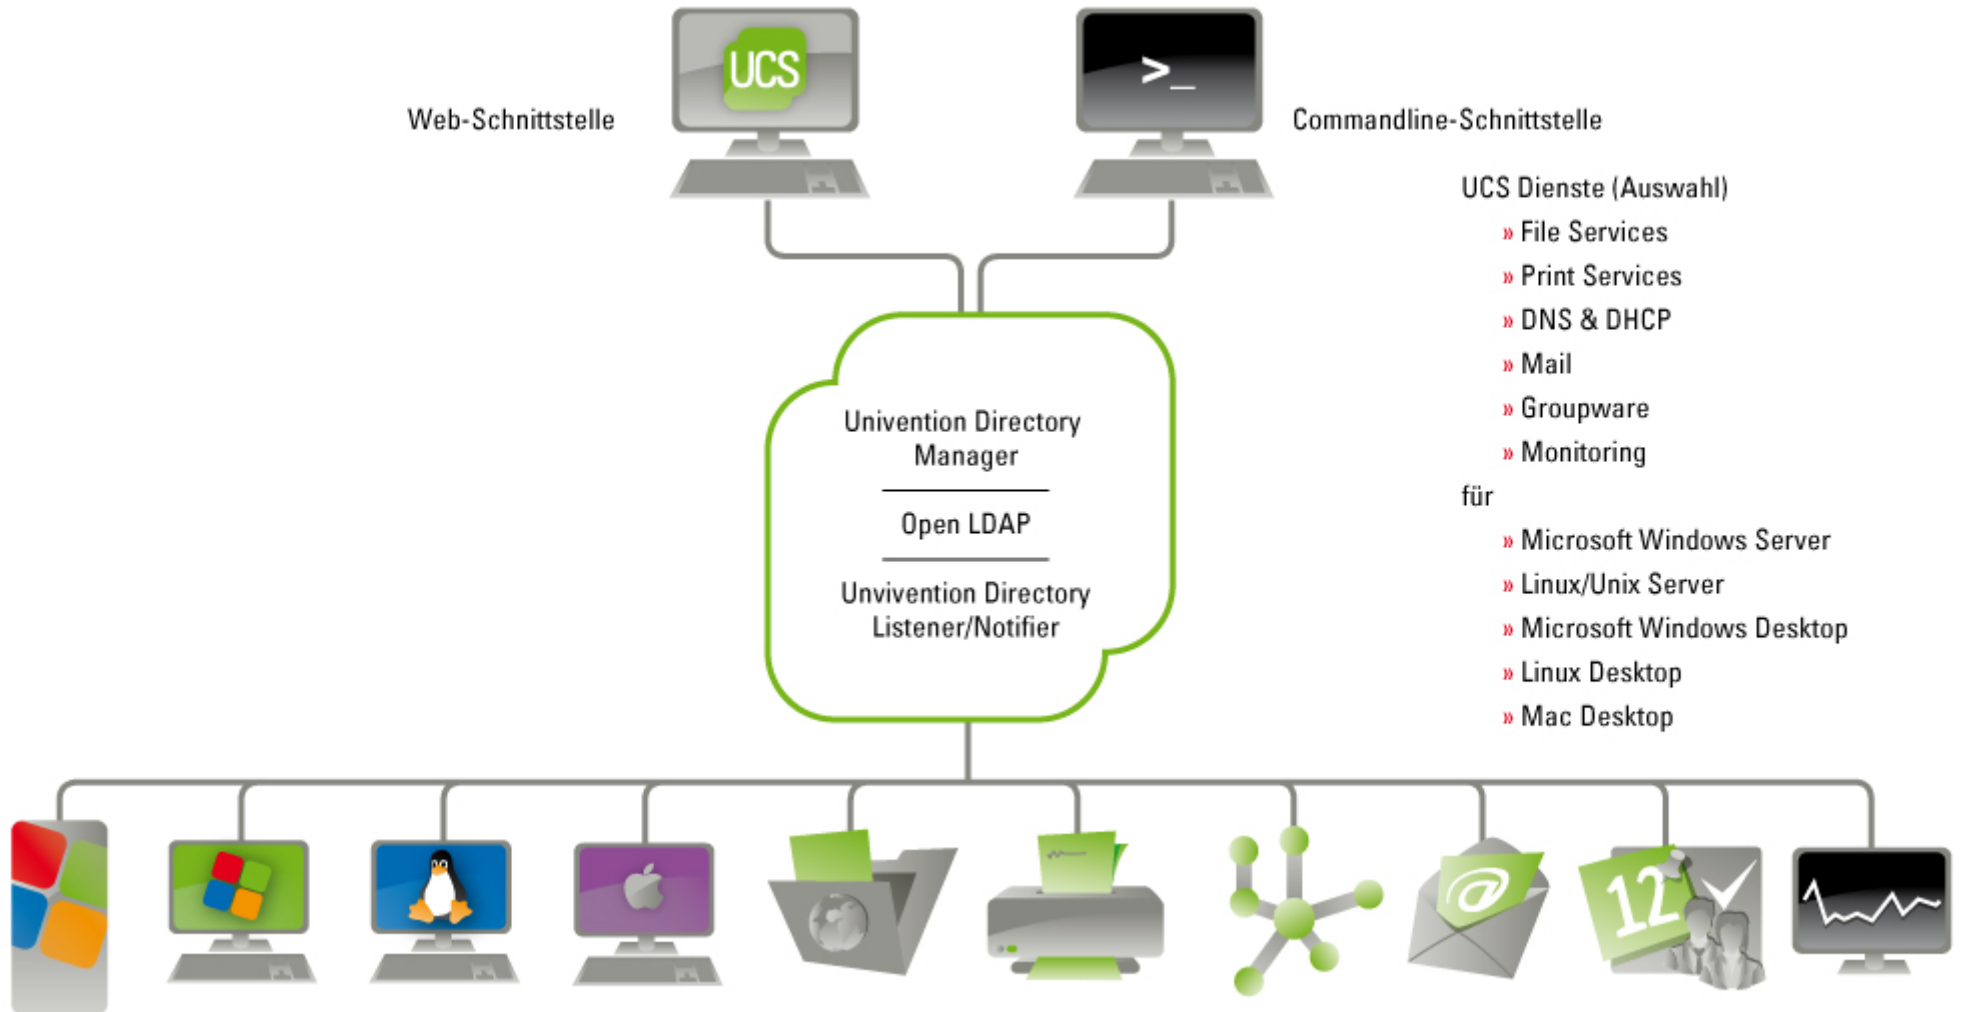 UCS
>_
Web-Schnittstelle
Commandline-Schnittstelle
UCS Dienste (Auswahl)
» File Services
» Print Services
» DNS & DHCP
» Mail
» Groupware
» Monitoring
für
» Microsoft Windows Server
» Linux/Unix Server
» Microsoft Windows Desktop
» Linux Desktop
» Mac Desktop
Univention Directory
Manager
Open LDAP
Unvivention Directory
Listener/Notifier
@
12